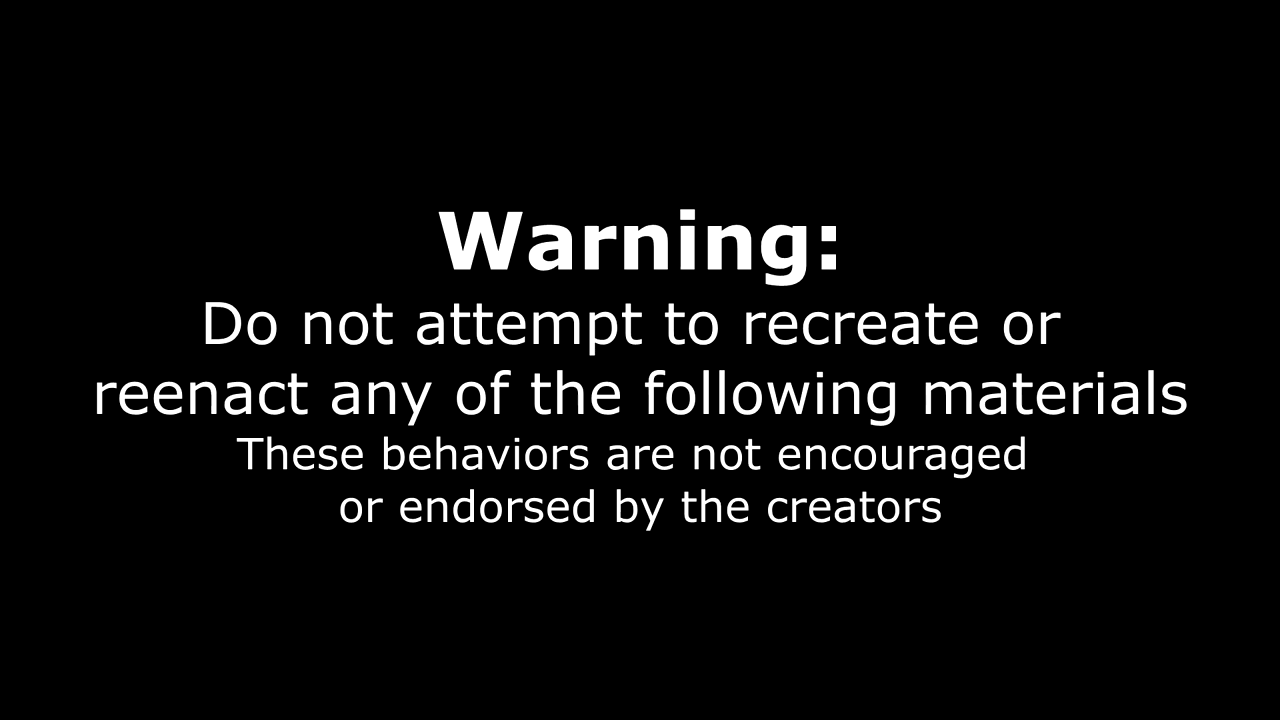 Warning:
Do not attempt to recreate or
reenact any of the following materials
These behaviors are not encouraged
or endorsed by the creators